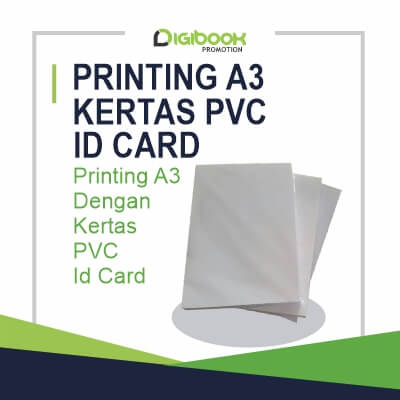 DIGIBOOK
PROMOTION
PRINTING A3
KERTAS PVC
ID CARD
Printing A3
Dengan
Kertas
PVC
Id Card